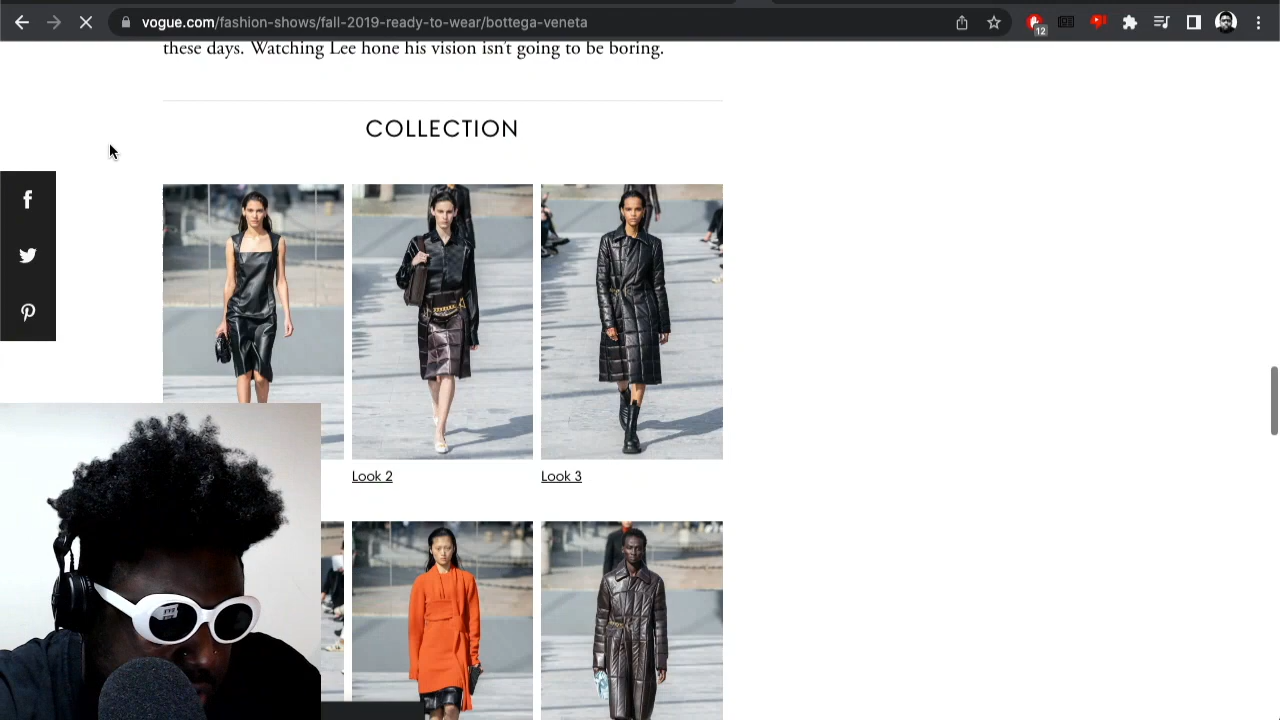 vogue.com/fashion-shows/fall-2019-ready-to-wear/bottega-veneta
12
these days. Watching Lee hone his vision isn't going to be boring.
COLLECTION
Look 2
Look 3